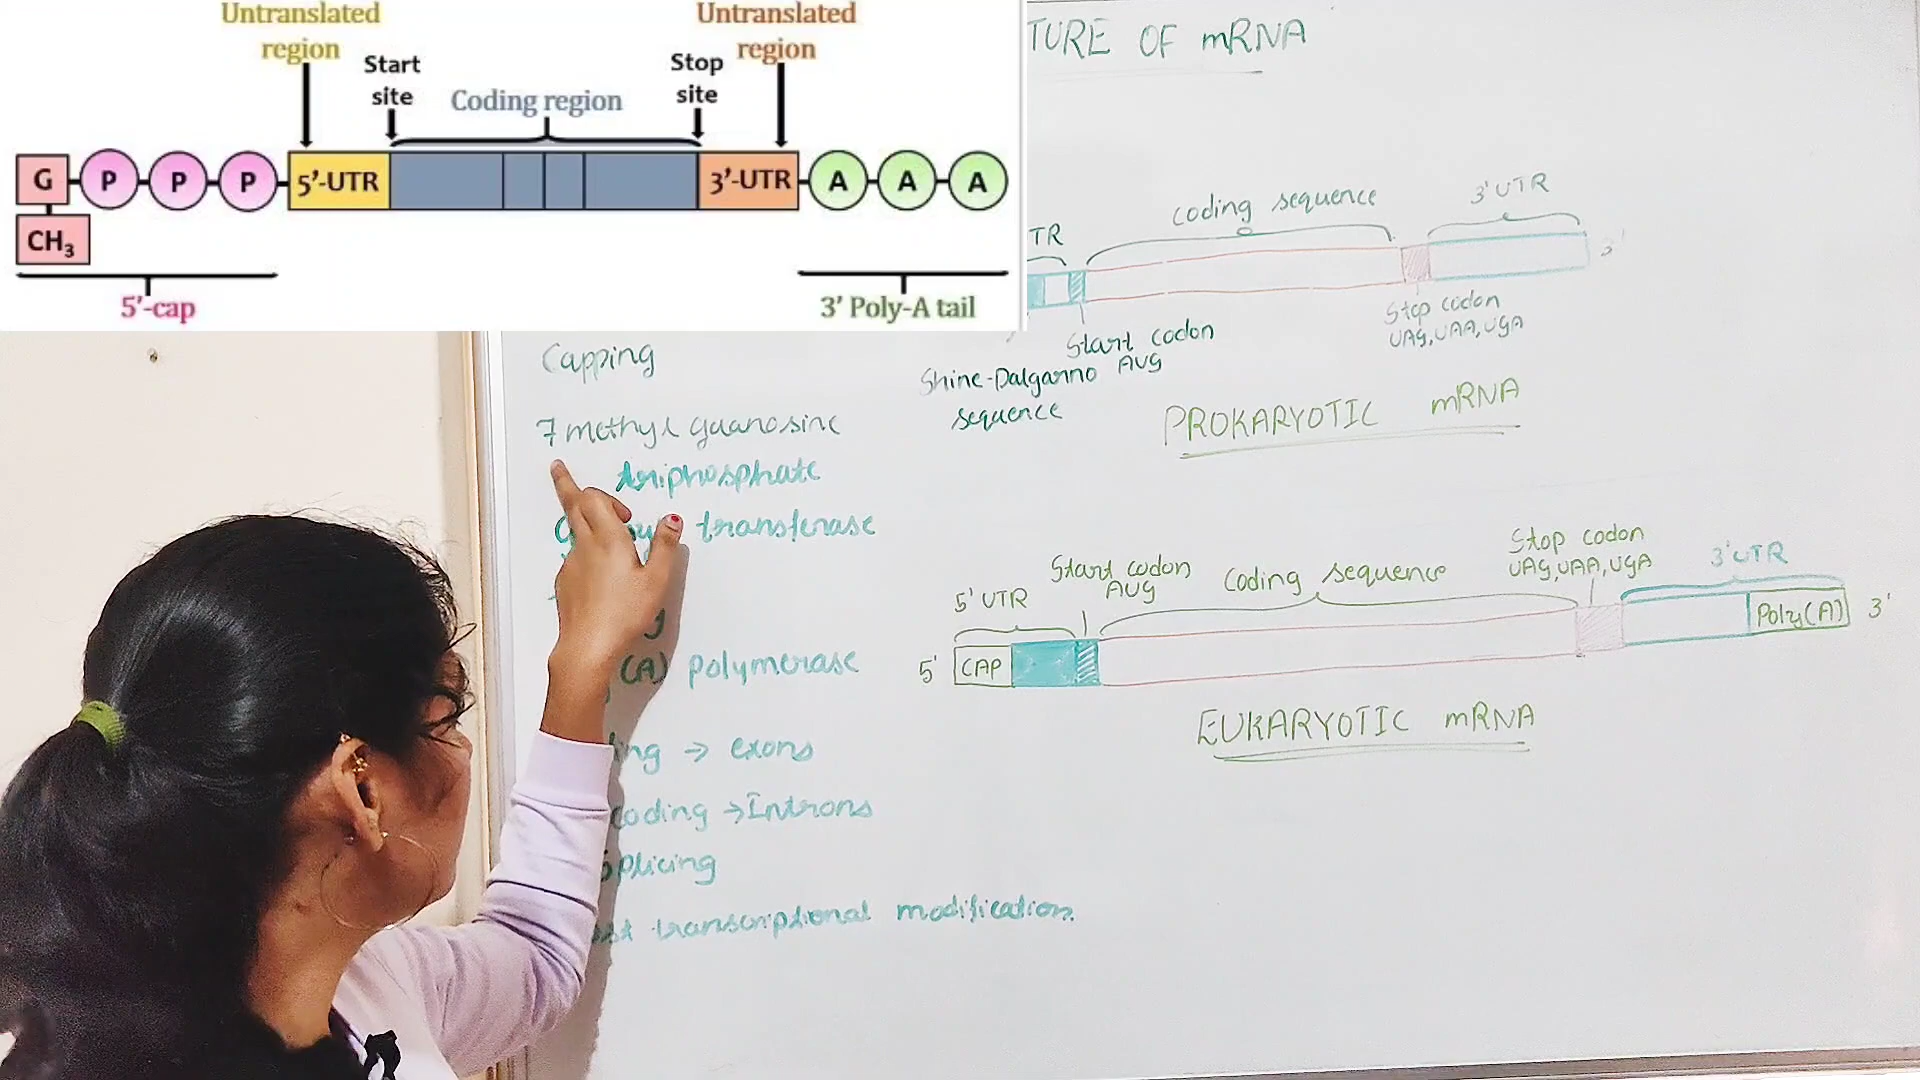 Untranslated
region
Start
site
Coding region
Stop
site
Untranslated
region
G
P
P
P
5'-UTR
3'-UTR
A
A
A
CH3
5'-cap
3' Poly-A tail
TURE OF mRNA
TR
Coding sequence
3' UTR
3'
Start codon
AUG
Stop codon
UAG, UAA, UGA
Shine-Dalgarno
sequence
PROKARYOTIC mRNA
Capping
7 methyl guanosine
triphosphate
transferase
(A) polymerase
ing → exons
coding → Introns
splicing
transcriptional modification.
5' UTR
Start codon
AUG
Coding sequence
Stop codon
UAG, UAA, UGA
3' UTR
5'
CAP
Poly(A)
3'
EUKARYOTIC mRNA